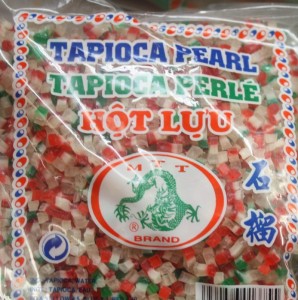 TAPIOCA PEARL
TAPIOCA PERLÉ
HỘT LỰU
石榴
®
BRAND